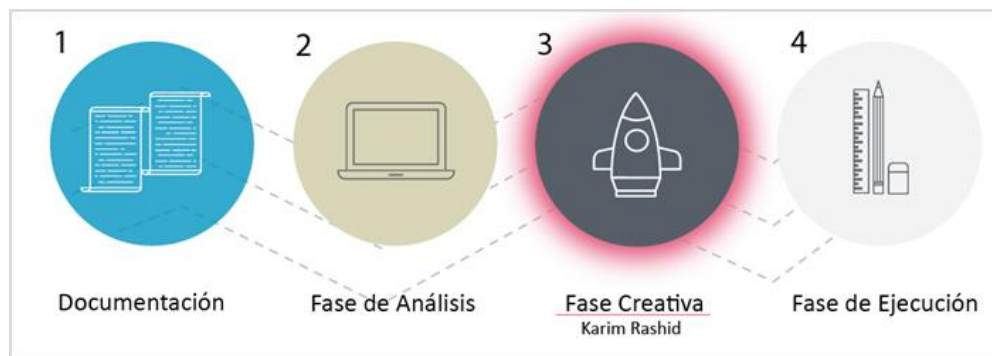 1
2
3
4
Documentación
Fase de Análisis
Fase Creativa
Fase de Ejecución
Karim Rashid